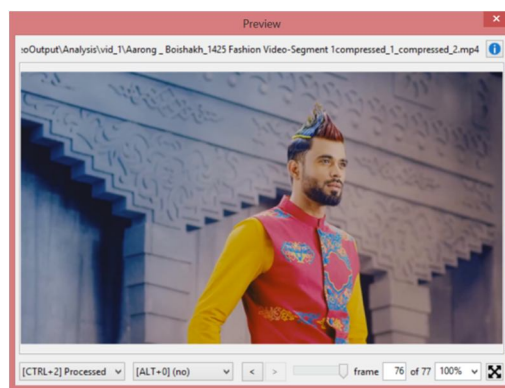 Preview
eoOutput\Analysis\vid_1\Aarong _ Boishakh_1425 Fashion Video-Segment 1compressed_1_compressed_2.mp4
[CTRL+2] Processed [ALT+0] (no) < > frame 76 of 77 100%